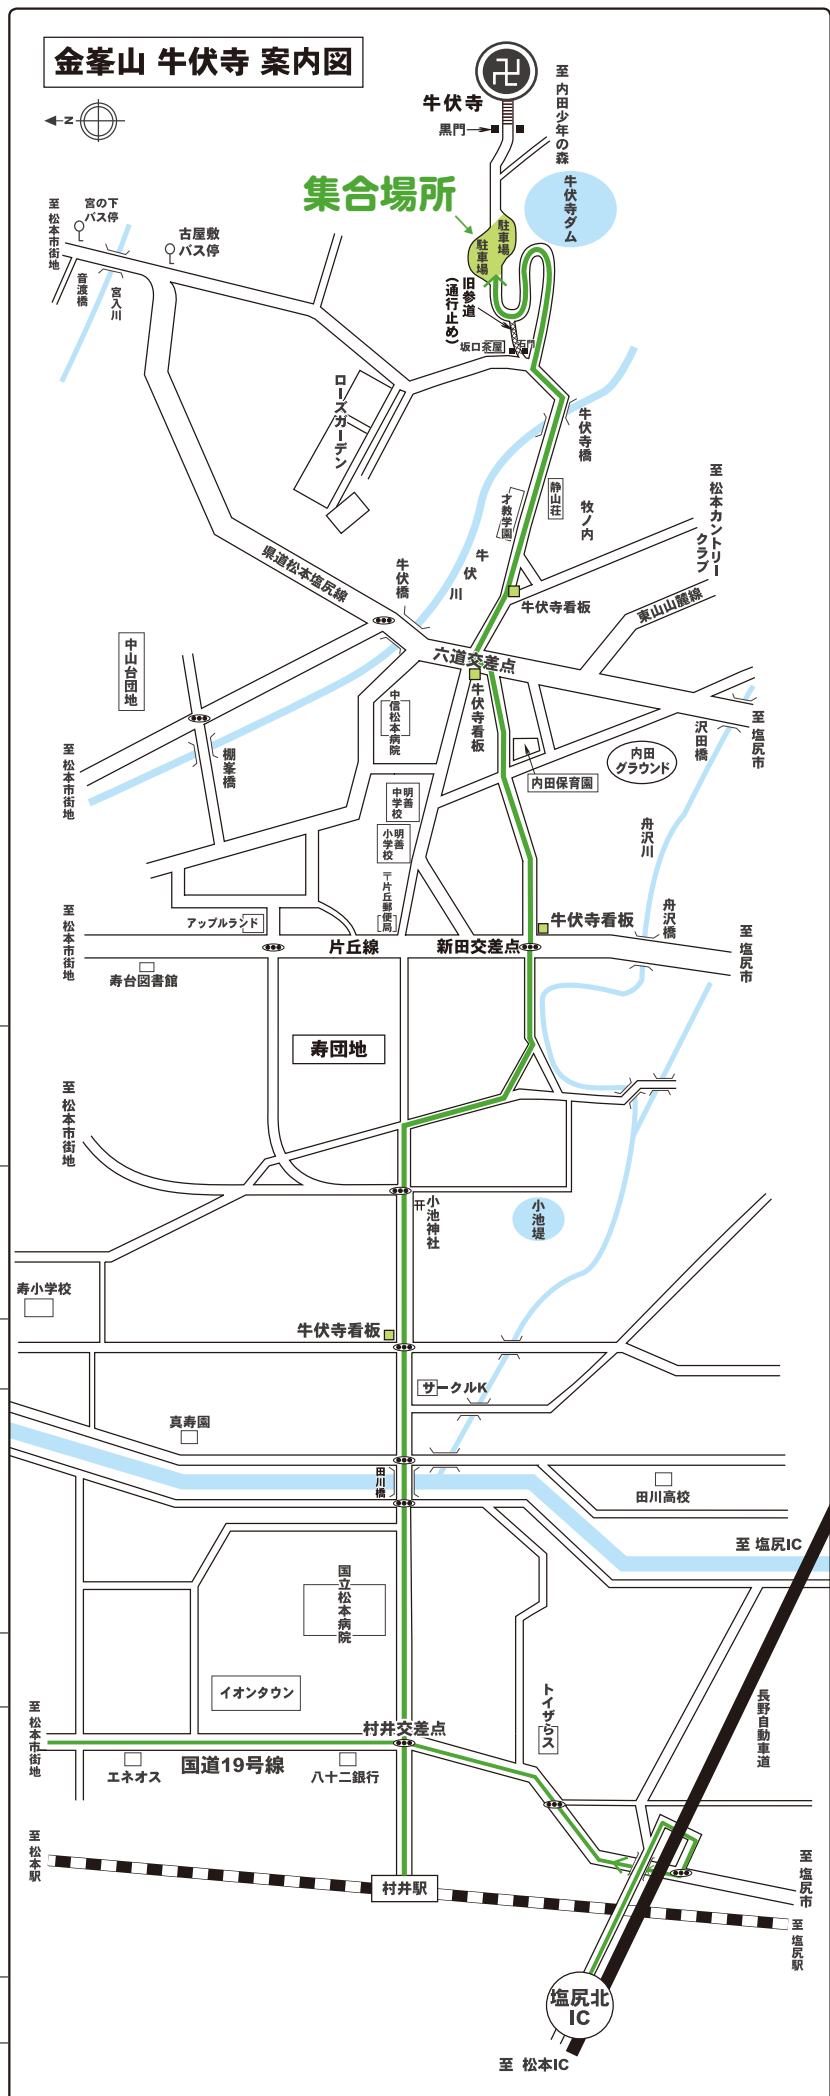 金峯山 牛伏寺 案内図
N
卍
牛伏寺
黒門
至 内田少年の森
集合場所
牛伏寺ダム
駐車場
駐車場
旧参道
(通行止め)
坂口茶屋
石門
至 松本市街地
宮の下
バス停
古屋敷
バス停
音渡橋
宮入川
ローズガーデン
牛伏寺橋
静山荘
才教学園
牧ノ内
至 松本カントリー
クラブ
県道松本塩尻線
牛伏橋
牛伏川
牛伏寺看板
東山山麓線
六道交差点
中山台団地
中信松本病院
牛伏寺看板
沢田橋
至 塩尻市
至 松本市街地
棚峯橋
内田
グラウンド
内田保育園
明善
中学校
明善
小学校
舟沢川
〒片丘郵便局
舟沢橋
至 松本市街地
アップルランド
牛伏寺看板
片丘線
新田交差点
至 塩尻市
寿台図書館
寿団地
至 松本市街地
小池神社
小池堤
寿小学校
牛伏寺看板
サークルK
真寿園
田川橋
田川高校
至 塩尻IC
国立松本病院
イオンタウン
トイザらス
長野自動車道
至 松本市街地
村井交差点
エネオス
国道19号線
八十二銀行
至 松本駅
村井駅
至 塩尻市
至 塩尻駅
塩尻北
IC
至 松本IC